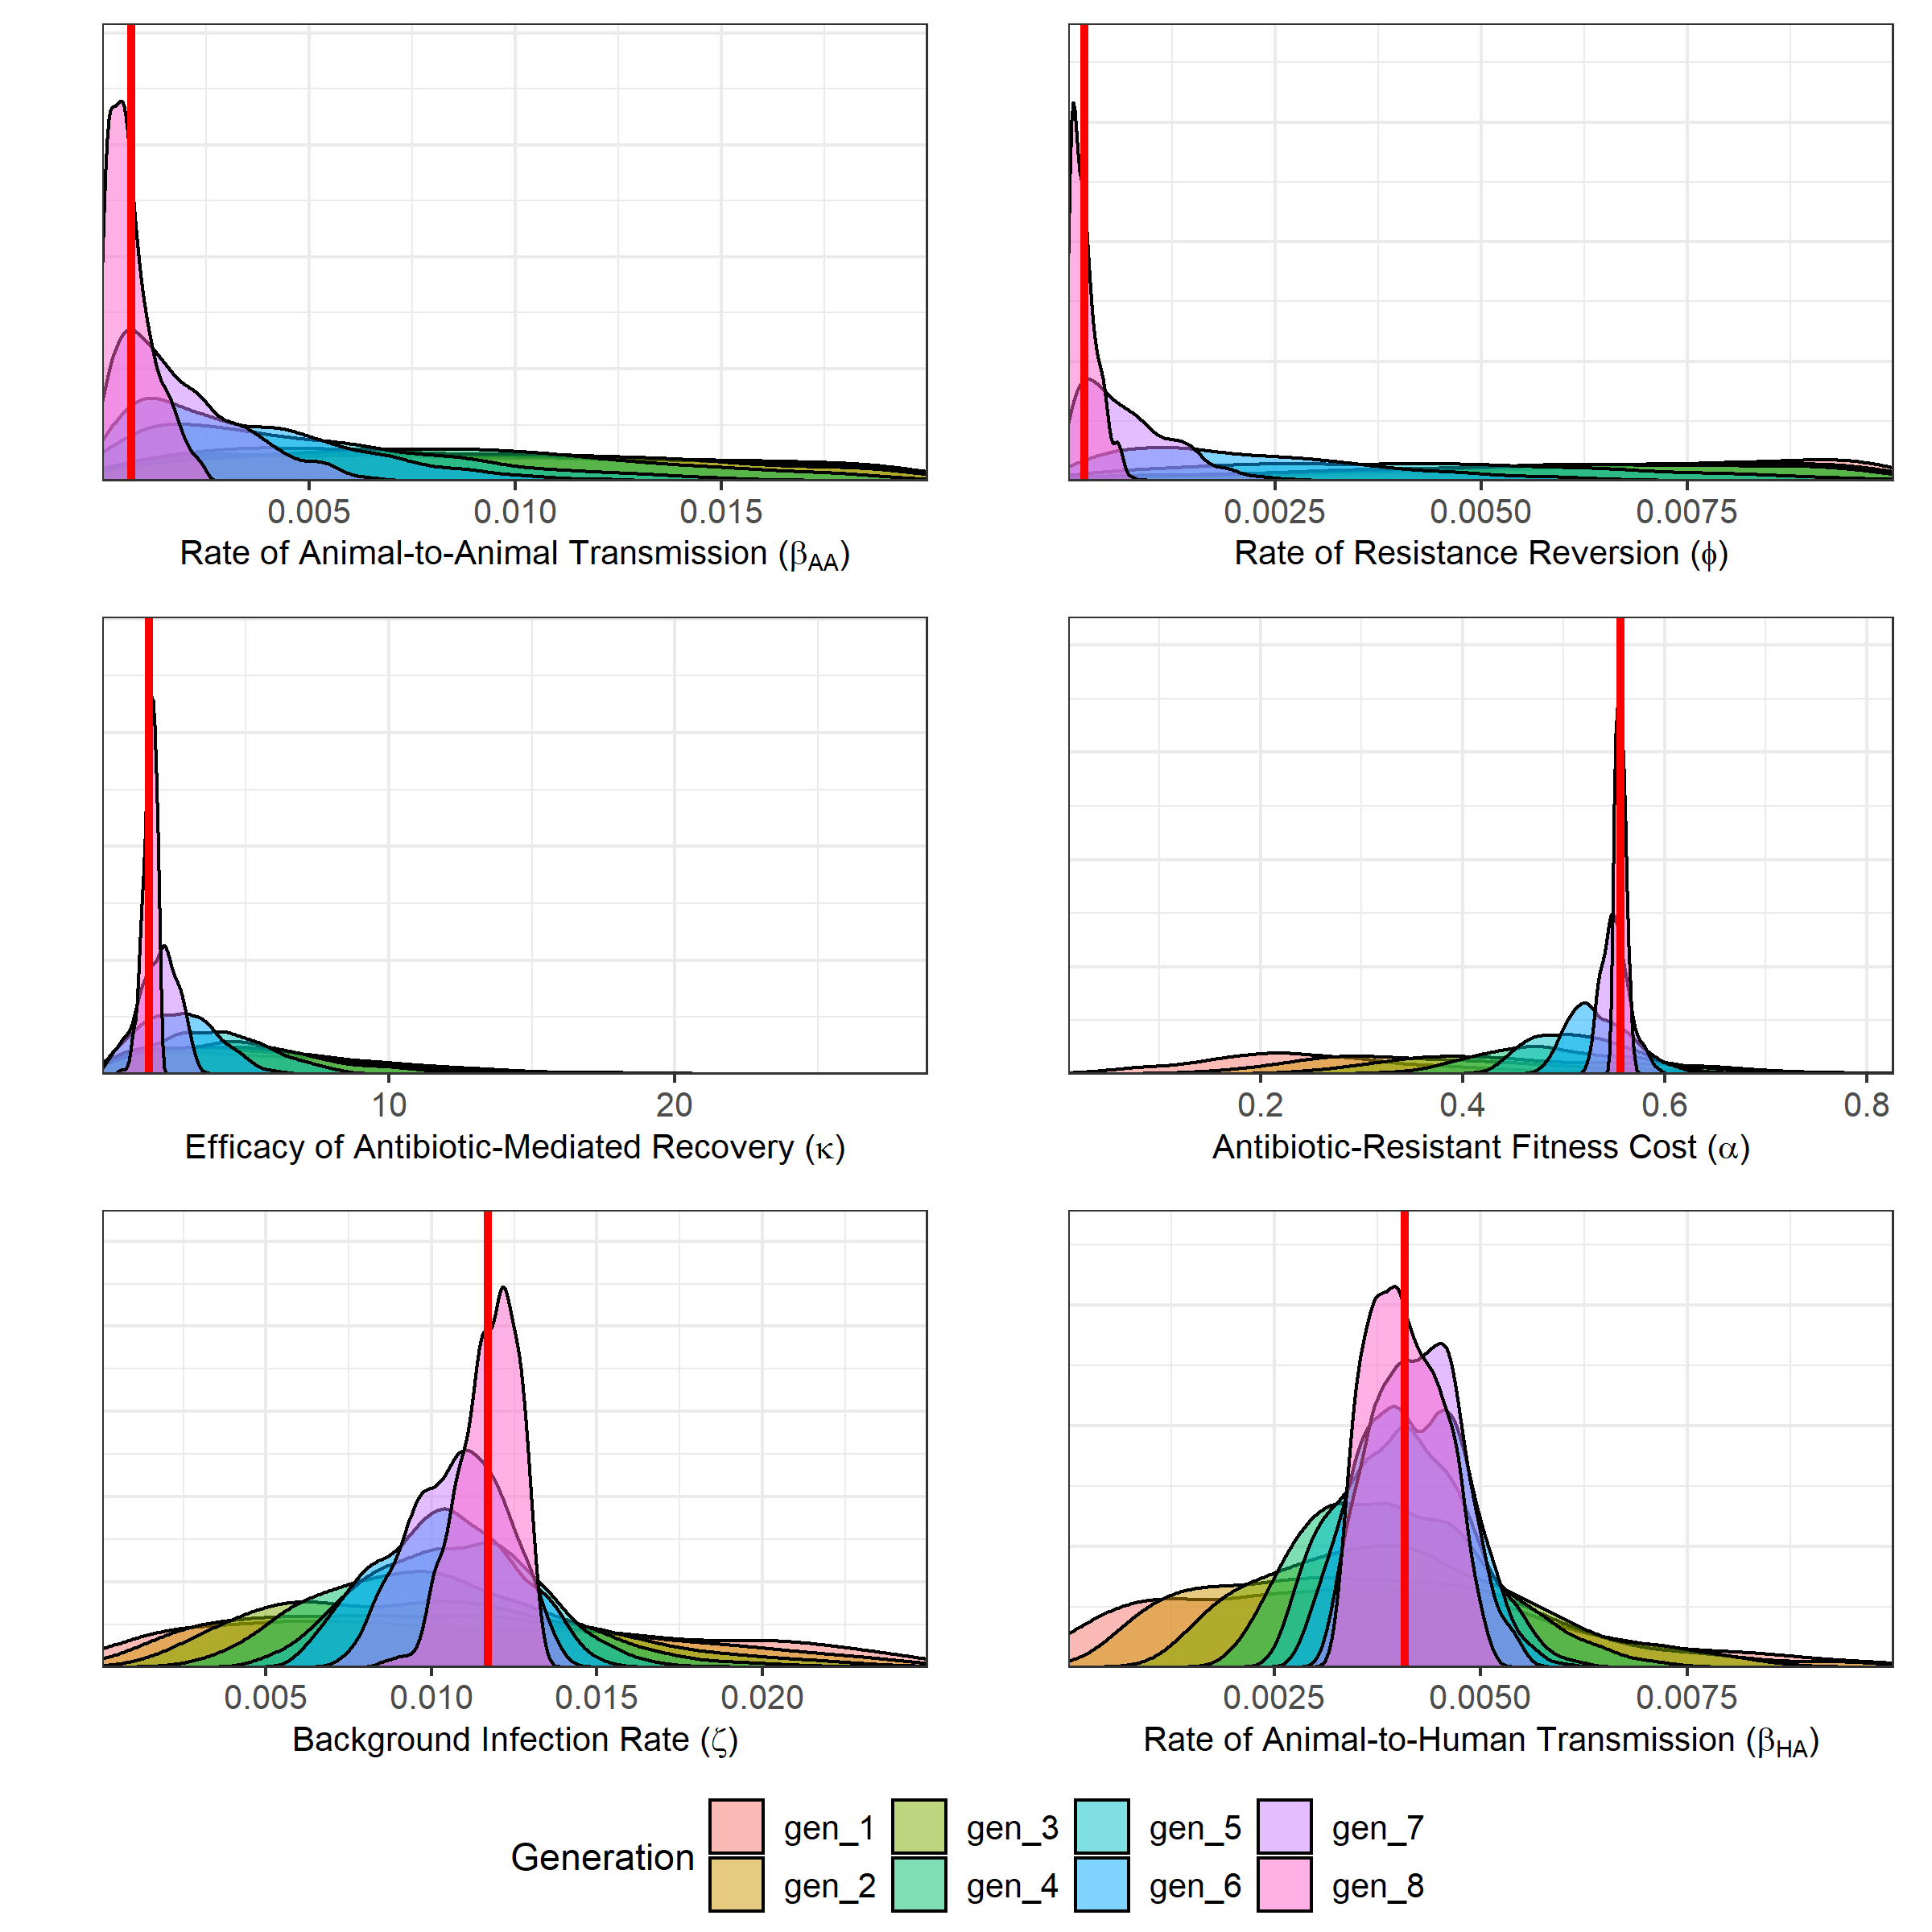 0.005 0.010 0.015
Rate of Animal-to-Animal Transmission (βAA)
0.0025 0.0050 0.0075
Rate of Resistance Reversion (ϕ)
10 20
Efficacy of Antibiotic-Mediated Recovery (κ)
0.2 0.4 0.6 0.8
Antibiotic-Resistant Fitness Cost (α)
0.005 0.010 0.015 0.020
Background Infection Rate (ζ)
0.0025 0.0050 0.0075
Rate of Animal-to-Human Transmission (βHA)
Generation
gen_1 gen_3 gen_5 gen_7
gen_2 gen_4 gen_6 gen_8